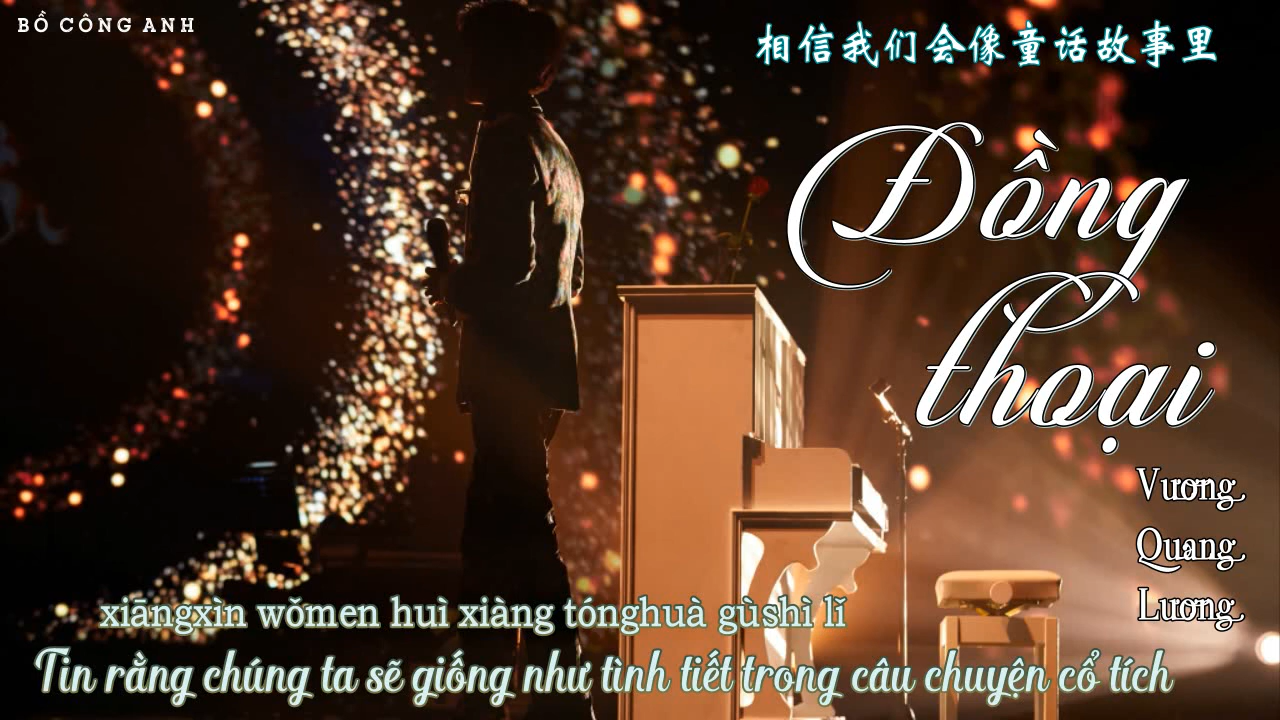 BỒ CÔNG ANH
相信我们会像童话故事里
Đồng
thoại
Vương
Quang
Lương
xiāngxìn wǒmen huì xiàng tónghuà gùshì lǐ
Tin rằng chúng ta sẽ giống như tình tiết trong câu chuyện cổ tích